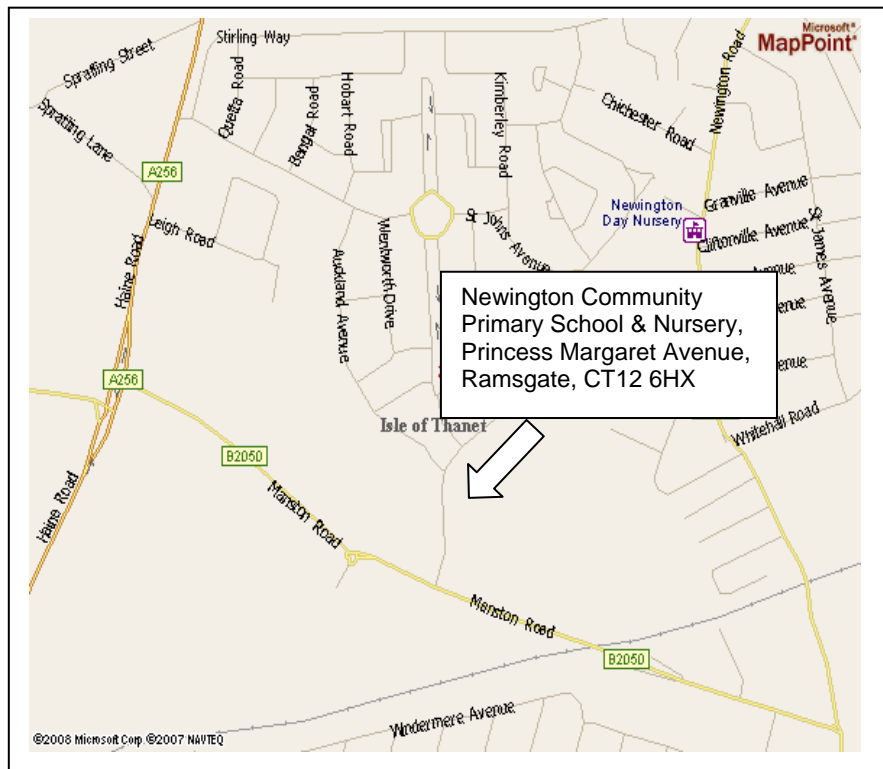 Microsoft®
MapPoint®
Spratling Street
Stirling Way
Newington Road
Quetta Road
Hobart Road
Bangar Road
Kimberley Road
Chichester Road
Spratling Lane
A256
Granville Avenue
Newington
Day Nursery
St James Avenue
Leigh Road
Haine Road
Wentworth Drive
Auckland Avenue
St Johns Avenue
Cliftonville Avenue
Newington Community
Primary School & Nursery,
Princess Margaret Avenue,
Ramsgate, CT12 6HX
A256
Isle of Thanet
Whitehall Road
B2050
Haine Road
Manston Road
Manston Road
B2050
Windermere Avenue
©2008 Microsoft Corp ©2007 NAVTEQ